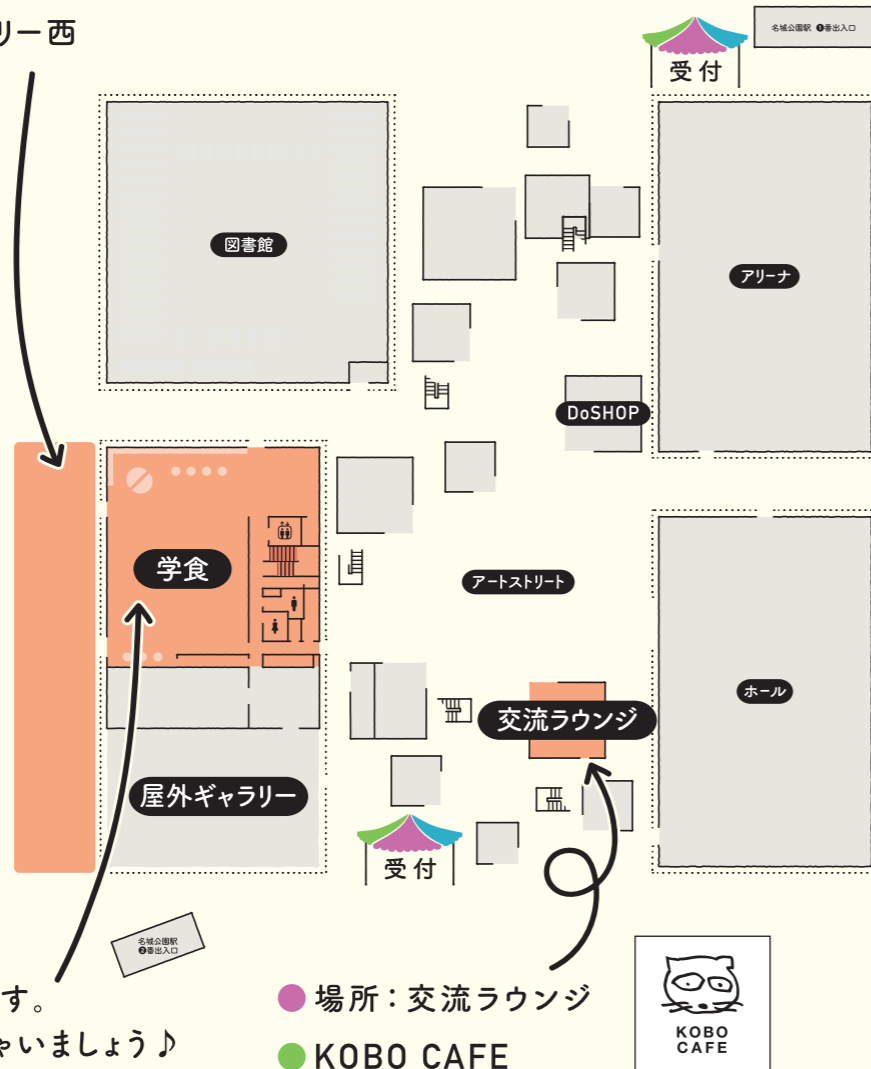 リー西
名城公園駅 ❶番出入口
受付
図書館
アリーナ
DoSHOP
学食
アートストリート
交流ラウンジ
ホール
屋外ギャラリー
受付
名城公園駅
❷番出入口
す。
ゃいましょう♪
場所：交流ラウンジ
KOBO CAFE
KOBO
CAFE